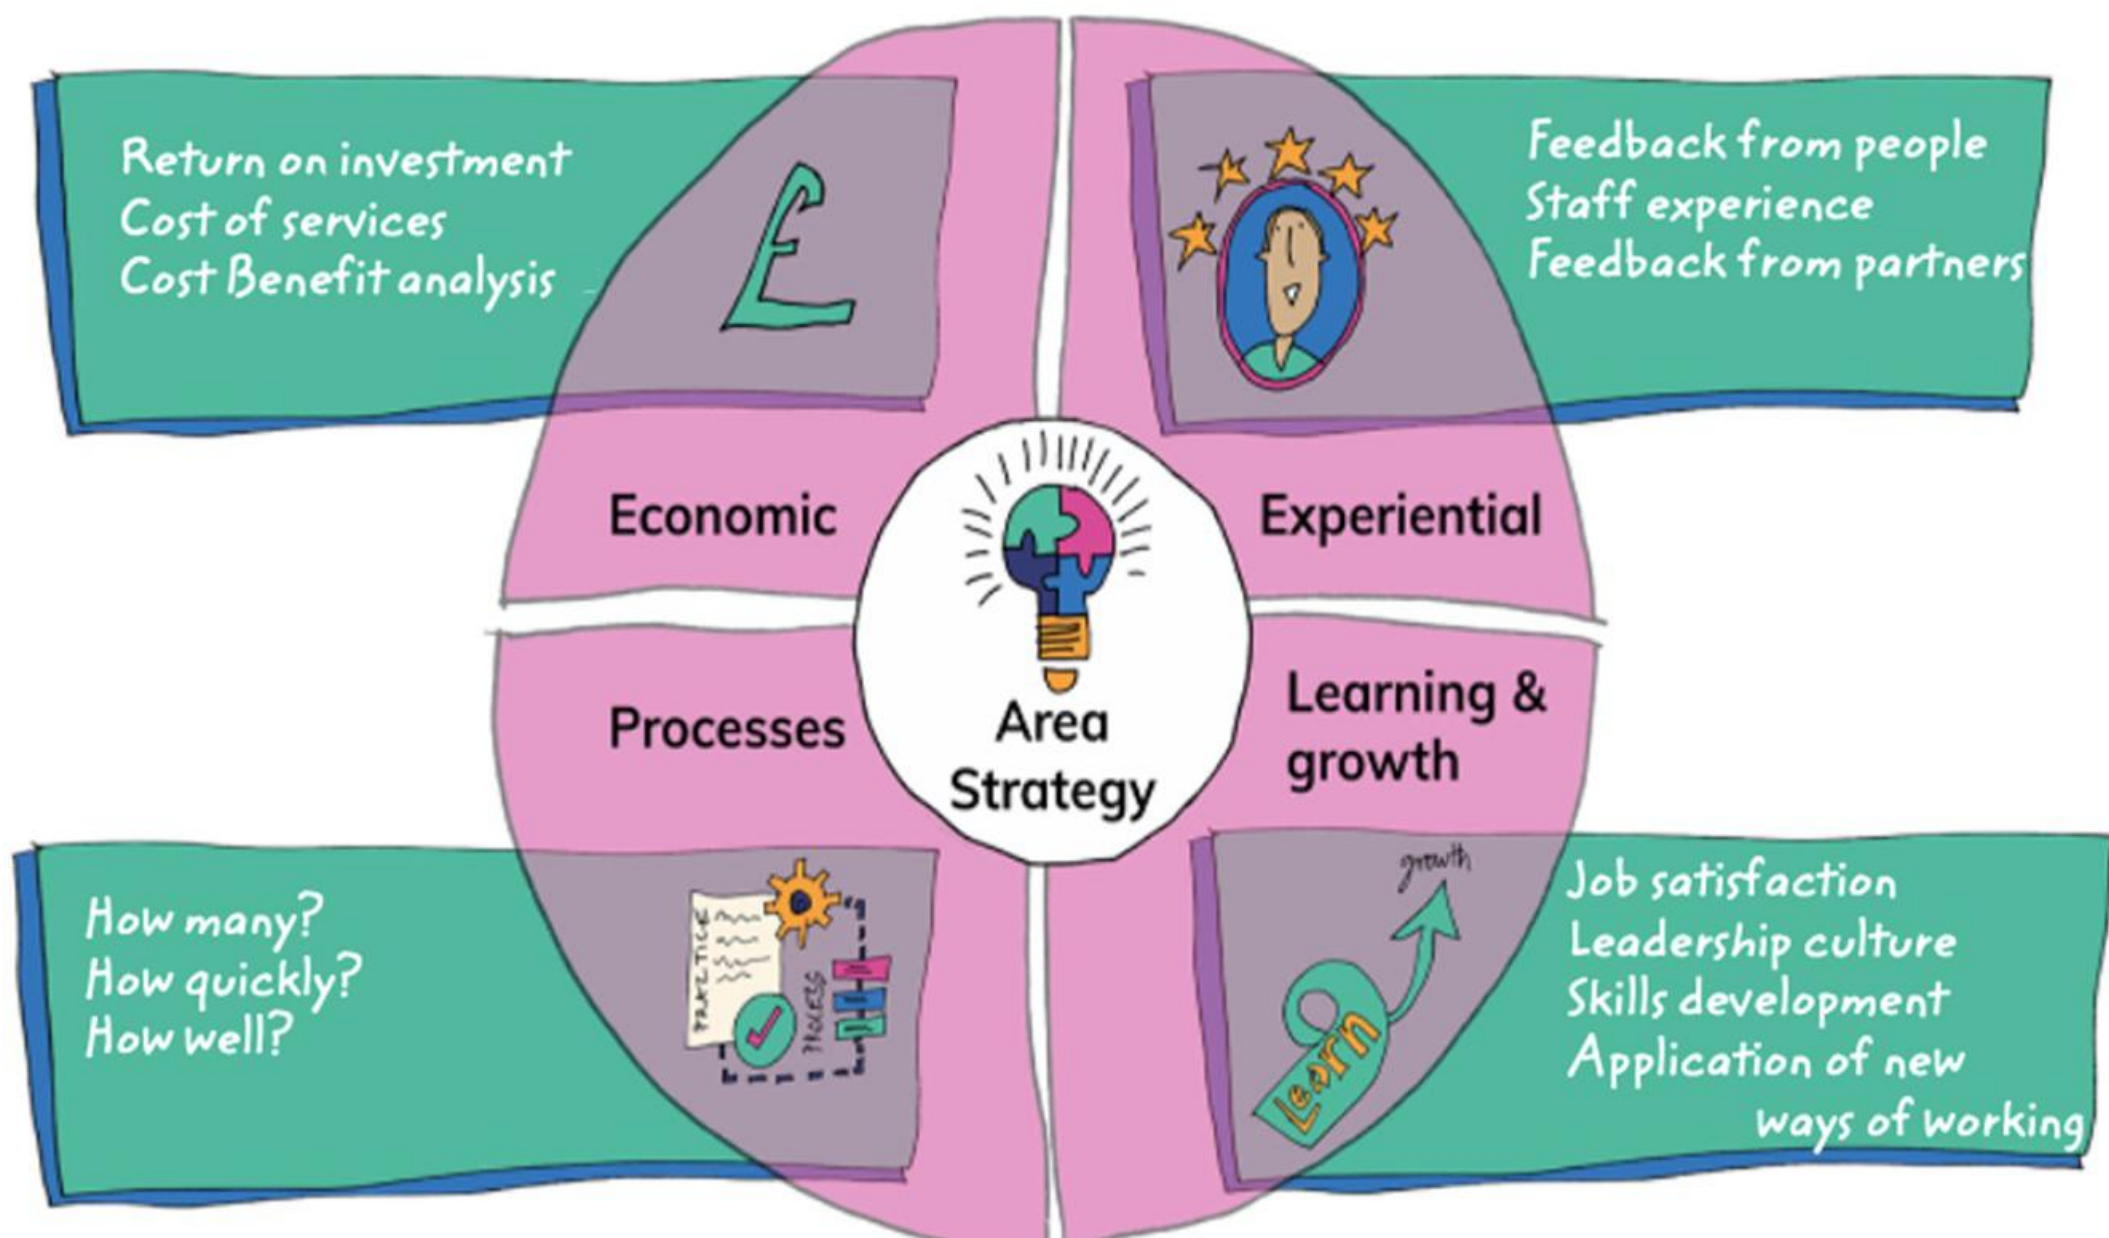 Return on investment
Cost of services
Cost Benefit analysis
£
Economic
Feedback from people
Staff experience
Feedback from partners
Experiential
Area
Strategy
Processes
How many?
How quickly?
How well?
PRACTICE
PROCESS
Learning &
growth
growth
Learn
Job satisfaction
Leadership culture
Skills development
Application of new
ways of working